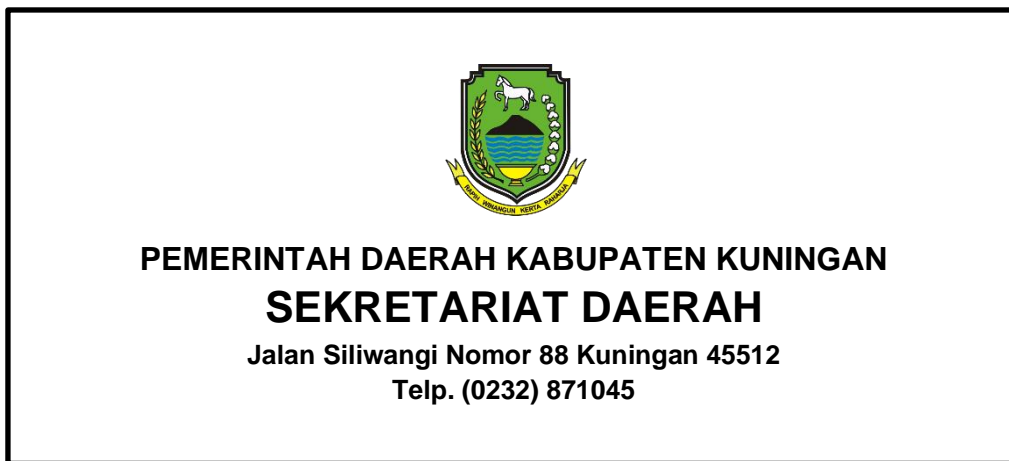 RAPIH WINANGUN KERTA RAHARJA
PEMERINTAH DAERAH KABUPATEN KUNINGAN
SEKRETARIAT DAERAH
Jalan Siliwangi Nomor 88 Kuningan 45512
Telp. (0232) 871045